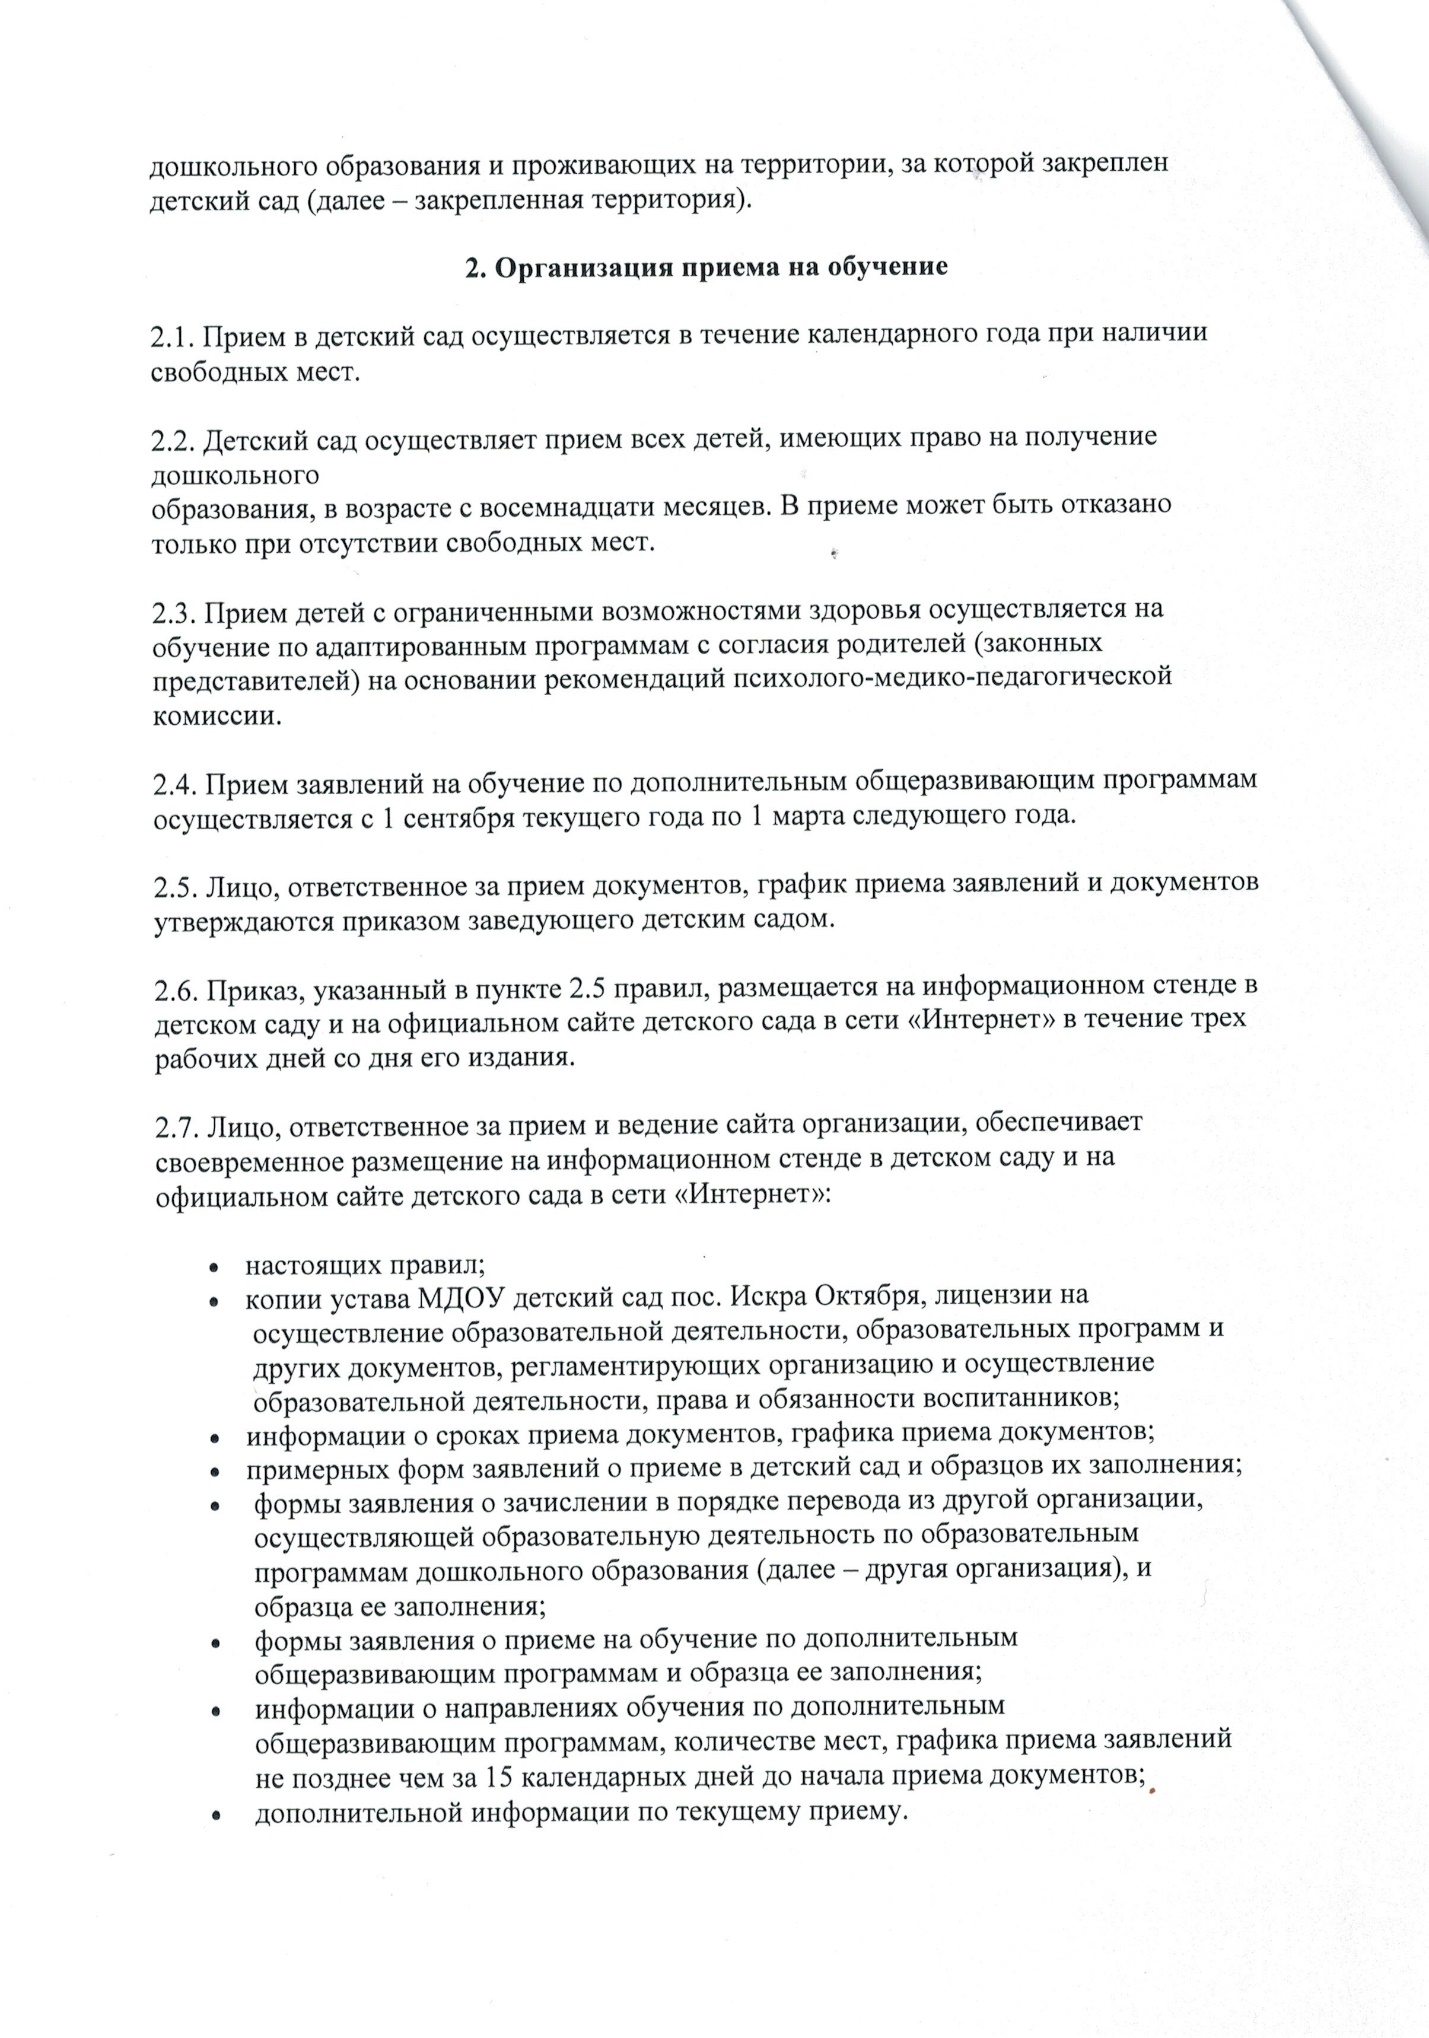 дошкольного образования и проживающих на территории, за которой закреплен
детский сад (далее – закрепленная территория).
2. Организация приема на обучение
2.1. Прием в детский сад осуществляется в течение календарного года при наличии
свободных мест.
2.2. Детский сад осуществляет прием всех детей, имеющих право на получение
дошкольного
образования, в возрасте с восемнадцати месяцев. В приеме может быть отказано
только при отсутствии свободных мест.
2.3. Прием детей с ограниченными возможностями здоровья осуществляется на
обучение по адаптированным программам с согласия родителей (законных
представителей) на основании рекомендаций психолого-медико-педагогической
комиссии.
2.4. Прием заявлений на обучение по дополнительным общеразвивающим программам
осуществляется с 1 сентября текущего года по 1 марта следующего года.
2.5. Лицо, ответственное за прием документов, график приема заявлений и документов
утверждаются приказом заведующего детским садом.
2.6. Приказ, указанный в пункте 2.5 правил, размещается на информационном стенде в
детском саду и на официальном сайте детского сада в сети «Интернет» в течение трех
рабочих дней со дня его издания.
2.7. Лицо, ответственное за прием и ведение сайта организации, обеспечивает
своевременное размещение на информационном стенде в детском саду и на
официальном сайте детского сада в сети «Интернет»:
• настоящих правил;
• копии устава МДОУ детский сад пос. Искра Октября, лицензии на
осуществление образовательной деятельности, образовательных программ и
других документов, регламентирующих организацию и осуществление
образовательной деятельности, права и обязанности воспитанников;
• информации о сроках приема документов, графика приема документов;
• примерных форм заявлений о приеме в детский сад и образцов их заполнения;
• формы заявления о зачислении в порядке перевода из другой организации,
осуществляющей образовательную деятельность по образовательным
программам дошкольного образования (далее – другая организация), и
образца ее заполнения;
• формы заявления о приеме на обучение по дополнительным
общеразвивающим программам и образца ее заполнения;
• информации о направлениях обучения по дополнительным
общеразвивающим программам, количестве мест, графика приема заявлений
не позднее чем за 15 календарных дней до начала приема документов;
• дополнительной информации по текущему приему.